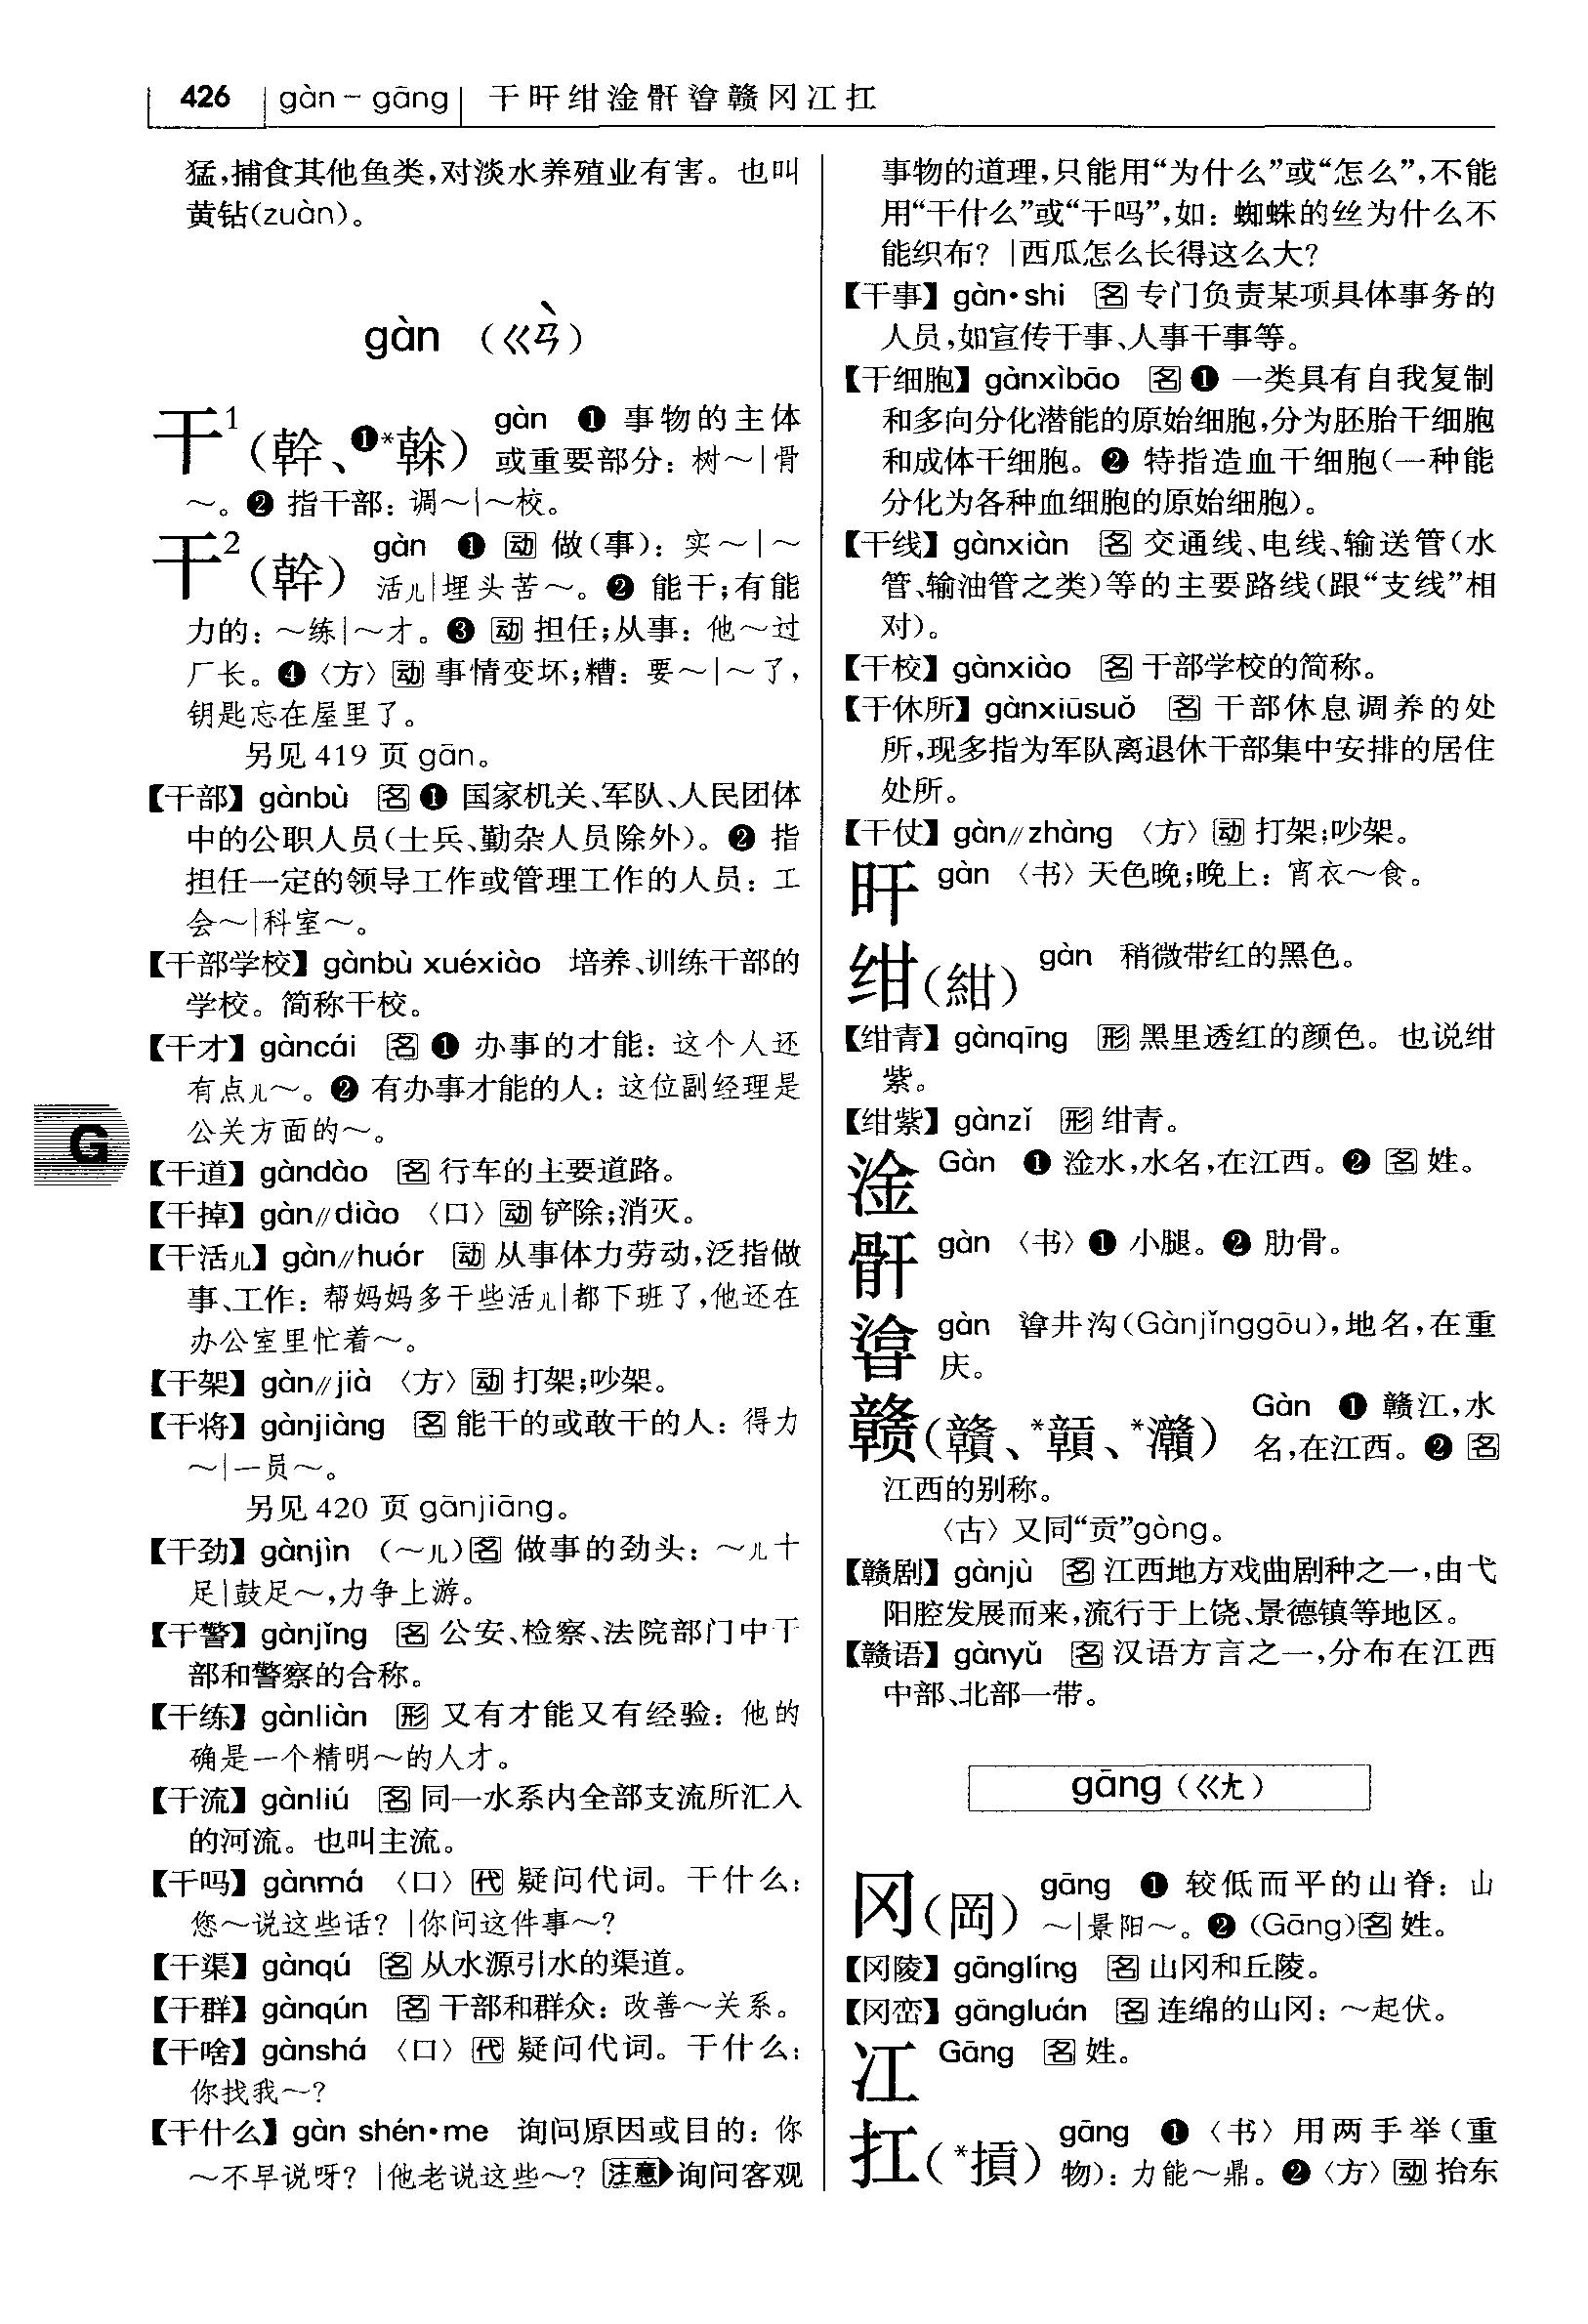 426 gàn－gāng 干旰绀淦骭灨赣冈冮扛
猛,捕食其他鱼类,对淡水养殖业有害。也叫
黄钻(zuàn)。
gàn （ㄍㄢˋ）
干¹（幹、❶*榦） gàn ❶ 事物的主体
或重要部分：树～|骨
～。❷ 指干部：调～|～校。
干²（幹） gàn ❶ 动 做(事)：实～|～
活儿|埋头苦～。❷ 能干;有能
力的：～练|～才。❸ 动 担任;从事：他～过
厂长。❹〈方〉动 事情变坏;糟：要～|～了,
钥匙忘在屋里了。
另见 419 页 gān。
【干部】 gànbù 名 ❶ 国家机关、军队、人民团体
中的公职人员(士兵、勤杂人员除外)。❷ 指
担任一定的领导工作或管理工作的人员：工
会～|科室～。
【干部学校】 gànbù xuéxiào 培养、训练干部的
学校。简称干校。
【干才】 gàncái 名 ❶ 办事的才能：这个人还
有点儿～。❷ 有办事才能的人：这位副经理是
公关方面的～。
G
【干道】 gàndào 名 行车的主要道路。
【干掉】 gàn∥diào 〈口〉动 铲除;消灭。
【干活儿】 gàn∥huór 动 从事体力劳动,泛指做
事、工作：帮妈妈多干些活儿|都下班了,他还在
办公室里忙着～。
【干架】 gàn∥jià 〈方〉动 打架;吵架。
【干将】 gànjiàng 名 能干的或敢干的人：得力
～|一员～。
另见 420 页 gānjiāng。
【干劲】 gànjìn （～儿)名 做事的劲头：～儿十
足|鼓足～,力争上游。
【干警】 gànjǐng 名 公安、检察、法院部门中干
部和警察的合称。
【干练】 gànliàn 形 又有才能又有经验：他的
确是一个精明～的人才。
【干流】 gànliú 名 同一水系内全部支流所汇入
的河流。也叫主流。
【干吗】 gànmá 〈口〉代 疑问代词。干什么：
您～说这些话？|你问这件事～？
【干渠】 gànqú 名 从水源引水的渠道。
【干群】 gànqún 名 干部和群众：改善～关系。
【干啥】 gànshá 〈口〉代 疑问代词。干什么：
你找我～？
【干什么】 gàn shén·me 询问原因或目的：你
～不早说呀？|他老说这些～？注意▶询问客观
事物的道理,只能用“为什么”或“怎么”,不能
用“干什么”或“干吗”,如：蜘蛛的丝为什么不
能织布？|西瓜怎么长得这么大？
【干事】 gàn·shi 名 专门负责某项具体事务的
人员,如宣传干事、人事干事等。
【干细胞】 gànxìbāo 名 ❶ 一类具有自我复制
和多向分化潜能的原始细胞,分为胚胎干细胞
和成体干细胞。❷ 特指造血干细胞(一种能
分化为各种血细胞的原始细胞)。
【干线】 gànxiàn 名 交通线、电线、输送管(水
管、输油管之类)等的主要路线(跟“支线”相
对)。
【干校】 gànxiào 名 干部学校的简称。
【干休所】 gànxiūsuǒ 名 干部休息调养的处
所,现多指为军队离退休干部集中安排的居住
处所。
【干仗】 gàn∥zhàng 〈方〉动 打架;吵架。
旰 gàn 〈书〉天色晚;晚上：宵衣～食。
绀（紺） gàn 稍微带红的黑色。
【绀青】 gànqīng 形 黑里透红的颜色。也说绀
紫。
【绀紫】 gànzǐ 形 绀青。
淦 Gàn ❶ 淦水,水名,在江西。❷ 名 姓。
骭 gàn 〈书〉❶ 小腿。❷ 肋骨。
gàn 井沟(Gànjǐnggōu),地名,在重
庆。
赣（贛、*贑、*灨） Gàn ❶ 赣江,水
名,在江西。❷ 名
江西的别称。
〈古〉又同“贡”gòng。
【赣剧】 gànjù 名 江西地方戏曲剧种之一,由弋
阳腔发展而来,流行于上饶、景德镇等地区。
【赣语】 gànyǔ 名 汉语方言之一,分布在江西
中部、北部一带。
gāng（ㄍㄤ）
冈（岡） gāng ❶ 较低而平的山脊：山
～|景阳～。❷ (Gāng)名 姓。
【冈陵】 gānglíng 名 山冈和丘陵。
【冈峦】 gāngluán 名 连绵的山冈：～起伏。
冮 Gāng 名 姓。
扛（*摃） gāng ❶〈书〉用两手举(重
物)：力能～鼎。❷〈方〉动 抬东